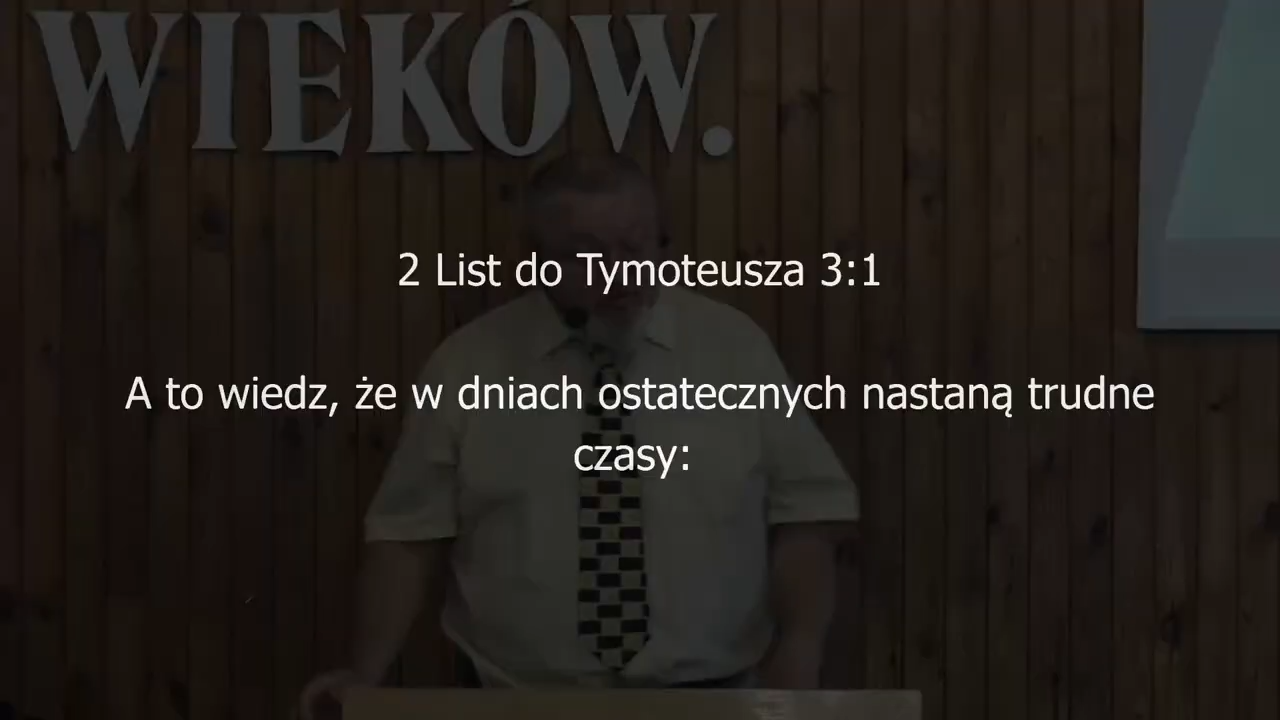 WIEKÓW.
2 List do Tymoteusza 3:1
A to wiedz, że w dniach ostatecznych nastaną trudne
czasy: